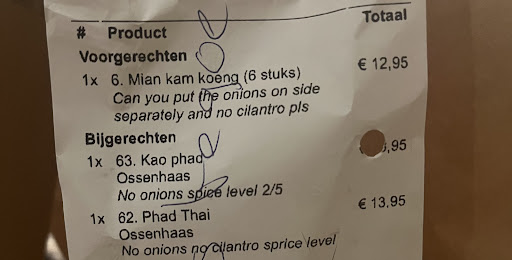 # Product Totaal
Voorgerechten
1x 6. Mian kam koeng (6 stuks) € 12,95
Can you put the onions on side
separately and no cilantro pls
Bijgerechten
1x 63. Kao phad ,95
Ossenhaas
No onions spice level 2/5
1x 62. Phad Thai € 13,95
Ossenhaas
No onions no cilantro sprice level